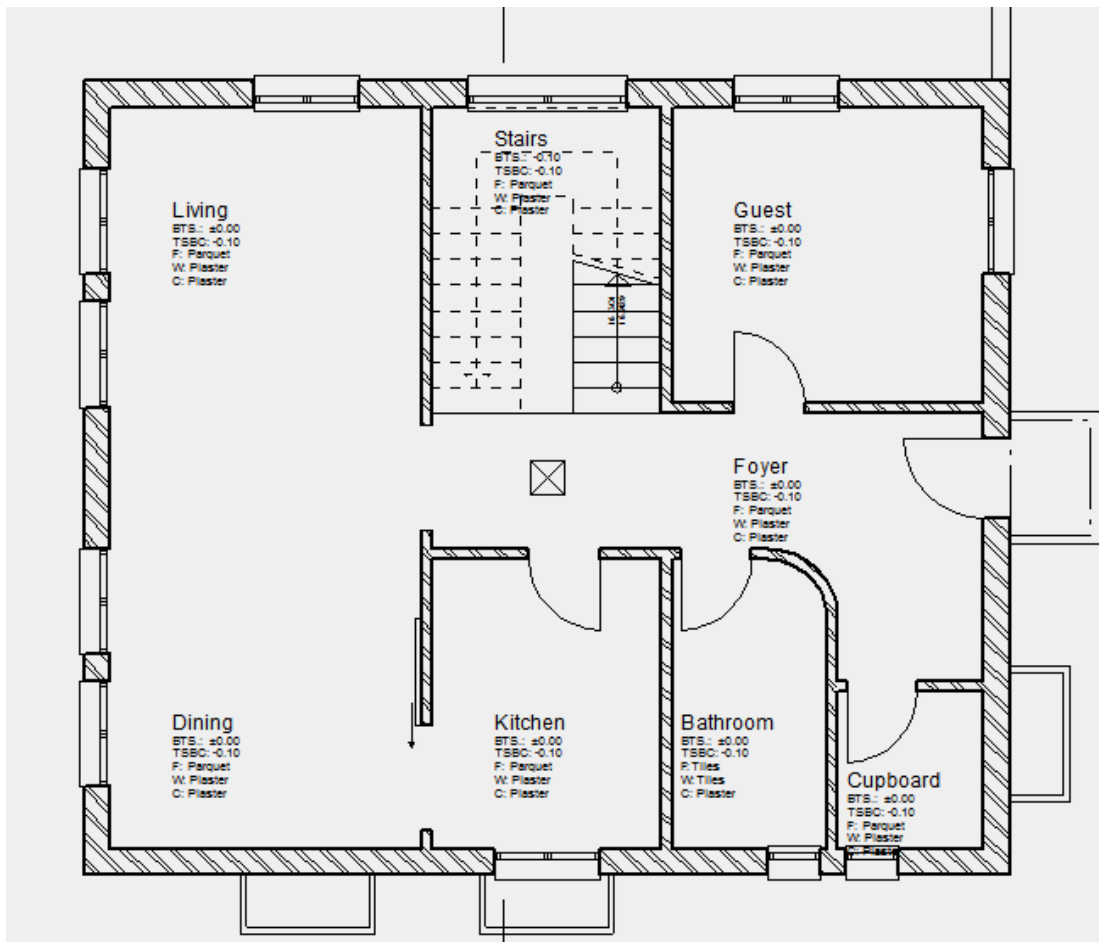 Stairs
BTS.: -0.10
TSBC: -0.10
F: Parquet
W: Plaster
C: Plaster
Living
BTS.: ±0.00
TSBC: -0.10
F: Parquet
W: Plaster
C: Plaster
Guest
BTS.: ±0.00
TSBC: -0.10
F: Parquet
W: Plaster
C: Plaster
Foyer
BTS.: ±0.00
TSBC: -0.10
F: Parquet
W: Plaster
C: Plaster
Dining
BTS.: ±0.00
TSBC: -0.10
F: Parquet
W: Plaster
C: Plaster
Kitchen
BTS.: ±0.00
TSBC: -0.10
F: Parquet
W: Plaster
C: Plaster
Bathroom
BTS.: ±0.00
TSBC: -0.10
F: Tiles
W: Tiles
C: Plaster
Cupboard
BTS.: ±0.00
TSBC: -0.10
F: Parquet
W: Plaster
C: Plaster